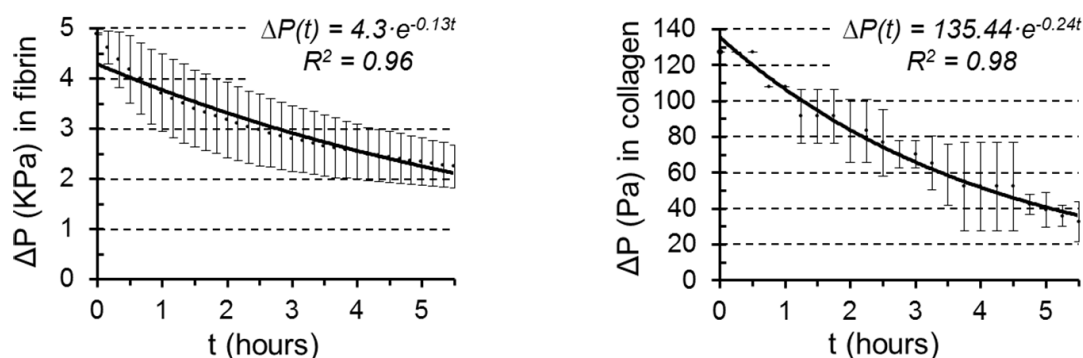 ΔP(t) = 4.3·e^-0.13t
R² = 0.96
ΔP (KPa) in fibrin
5
4
3
2
1
0
0 1 2 3 4 5
t (hours)
ΔP(t) = 135.44·e^-0.24t
R² = 0.98
ΔP (Pa) in collagen
140
120
100
80
60
40
20
0
0 1 2 3 4 5
t (hours)